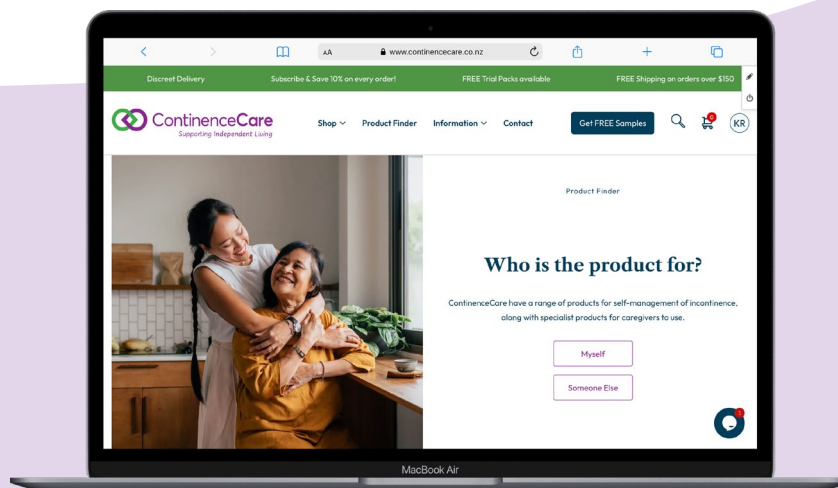 AA
www.continencecare.co.nz
Discreet Delivery
Subscribe & Save 10% on every order!
FREE Trial Packs available
FREE Shipping on orders over $150
ContinenceCare
Supporting Independent Living
Shop
Product Finder
Information
Contact
Get FREE Samples
0
KR
Product Finder
Who is the product for?
ContinenceCare have a range of products for self-management of incontinence,
along with specialist products for caregivers to use.
Myself
Someone Else
1
MacBook Air